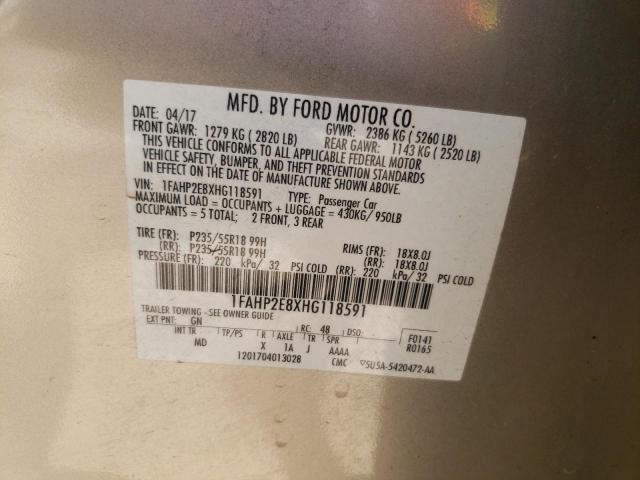 MFD. BY FORD MOTOR CO.
DATE: 04/17 GVWR: 2386 KG ( 5260 LB)
FRONT GAWR: 1279 KG ( 2820 LB) REAR GAWR: 1143 KG ( 2520 LB)
THIS VEHICLE CONFORMS TO ALL APPLICABLE FEDERAL MOTOR
VEHICLE SAFETY, BUMPER, AND THEFT PREVENTION STANDARDS
IN EFFECT ON THE DATE OF MANUFACTURE SHOWN ABOVE.
VIN: 1FAHP2E8XHG118591 TYPE: Passenger Car
MAXIMUM LOAD = OCCUPANTS + LUGGAGE = 430KG/ 950LB
OCCUPANTS = 5 TOTAL; 2 FRONT, 3 REAR
TIRE (FR): P235/55R18 99H RIMS (FR): 18X8.0J
(RR): P235/55R18 99H (RR): 18X8.0J
PRESSURE (FR): 220 kPa/ 32 PSI COLD (RR): 220 kPa/ 32 PSI COLD
1FAHP2E8XHG118591
TRAILER TOWING - SEE OWNER GUIDE
EXT PNT: GN RC: 48 DSO: F0141
INT TR TP/PS R AXLE TR SPR R0165
MD X 1A J AAAA
1201704013028 CMC ▽5U5A-5420472-AA